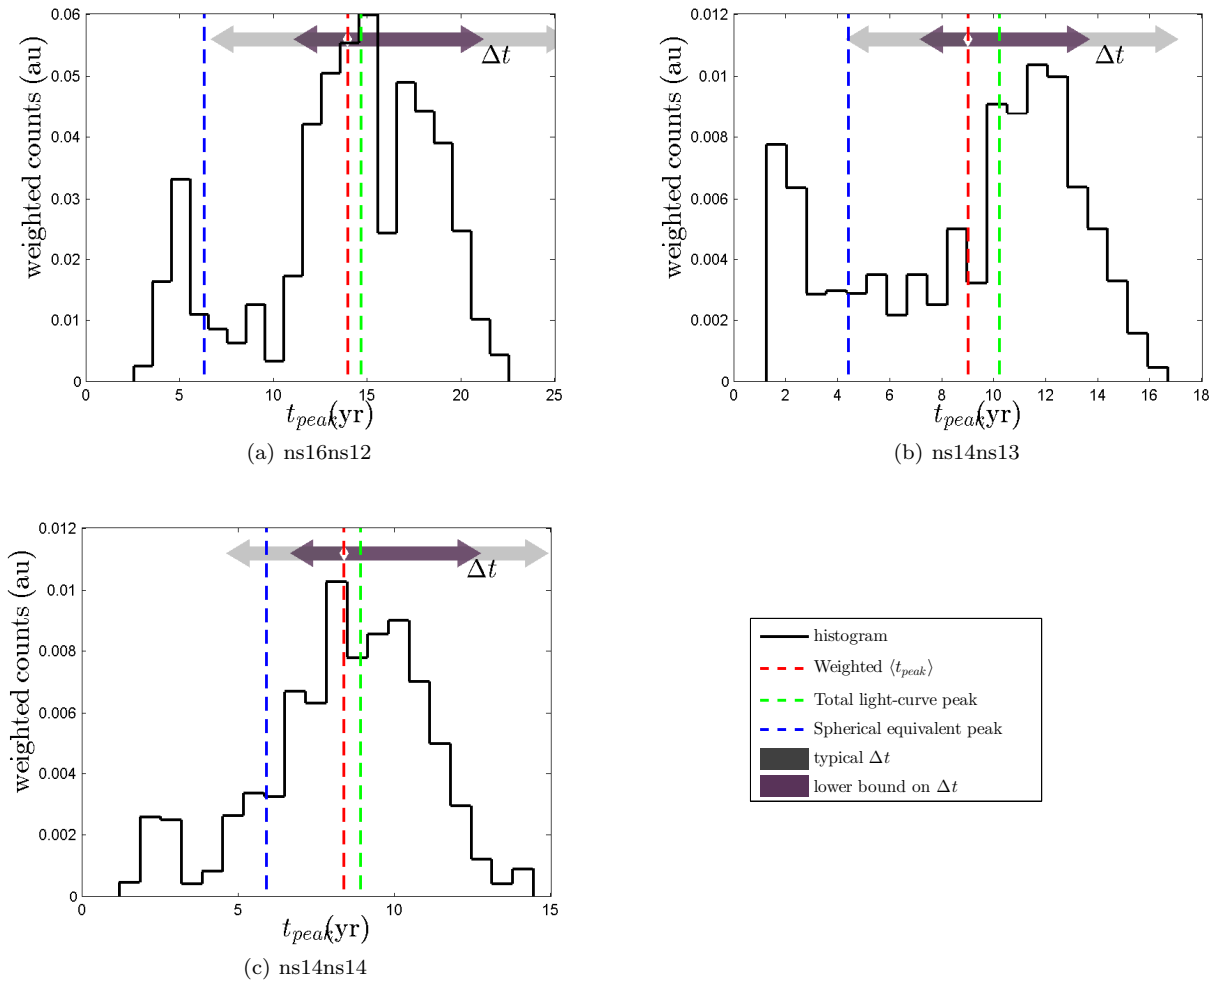 weighted counts (au)
0.06
0.05
0.04
0.03
0.02
0.01
0
0 5 10 15 20 25
Δt
t_peak (yr)
(a) ns16ns12
weighted counts (au)
0.012
0.01
0.008
0.006
0.004
0.002
0
0 2 4 6 8 10 12 14 16 18
Δt
t_peak (yr)
(b) ns14ns13
weighted counts (au)
0.012
0.01
0.008
0.006
0.004
0.002
0
0 5 10 15
Δt
t_peak (yr)
(c) ns14ns14
histogram
Weighted ⟨t_peak⟩
Total light-curve peak
Spherical equivalent peak
typical Δt
lower bound on Δt